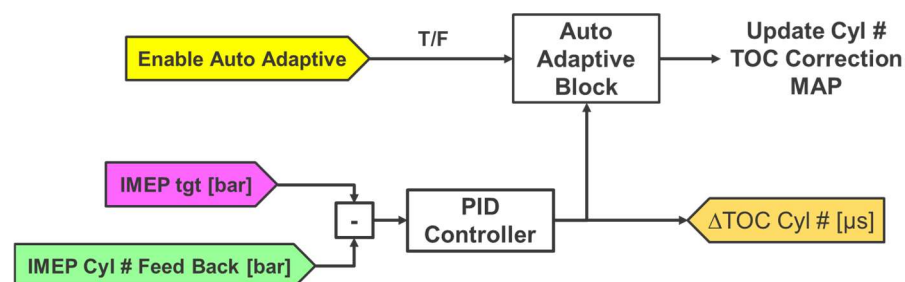 Enable Auto Adaptive
T/F
Auto
Adaptive
Block
Update Cyl #
TOC Correction
MAP
IMEP tgt [bar]
-
PID
Controller
ΔTOC Cyl # [µs]
IMEP Cyl # Feed Back [bar]